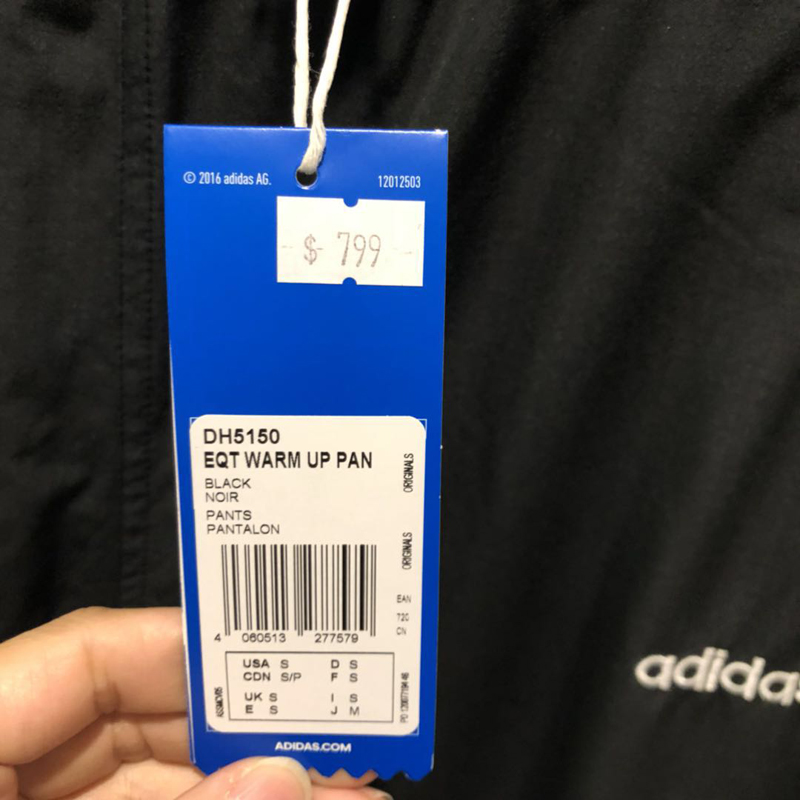 © 2016 adidas AG.
12012503
$ 799
DH5150
EQT WARM UP PAN
BLACK
NOIR
PANTS
PANTALON
ORIGINALS
ORIGINALS
EAN
720
CN
4 060513 277579
USA S D S
CDN S/P F S
UK S I S
E S J M
ADIDAS.COM
adidas